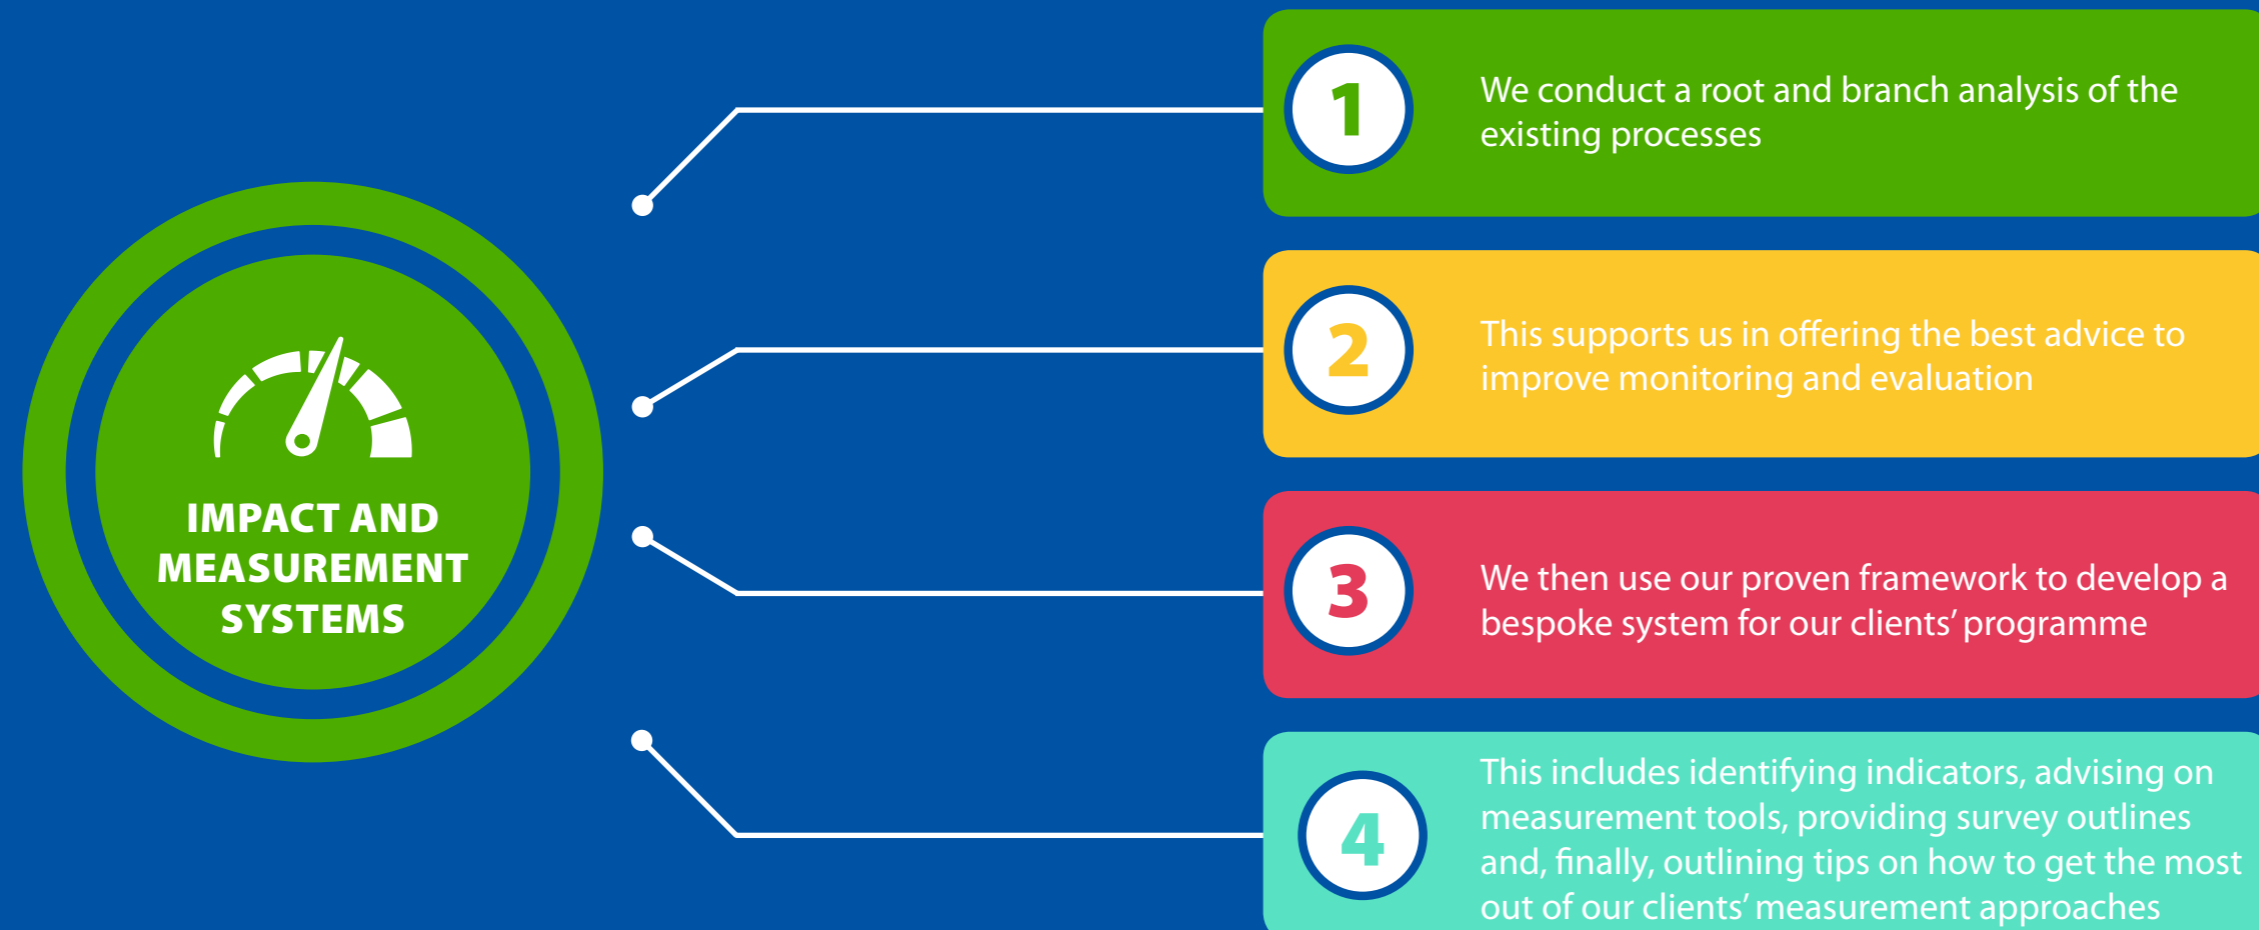 IMPACT AND
MEASUREMENT
SYSTEMS
1
We conduct a root and branch analysis of the
existing processes
2
This supports us in offering the best advice to
improve monitoring and evaluation
3
We then use our proven framework to develop a
bespoke system for our clients’ programme
4
This includes identifying indicators, advising on
measurement tools, providing survey outlines
and, finally, outlining tips on how to get the most
out of our clients’ measurement approaches